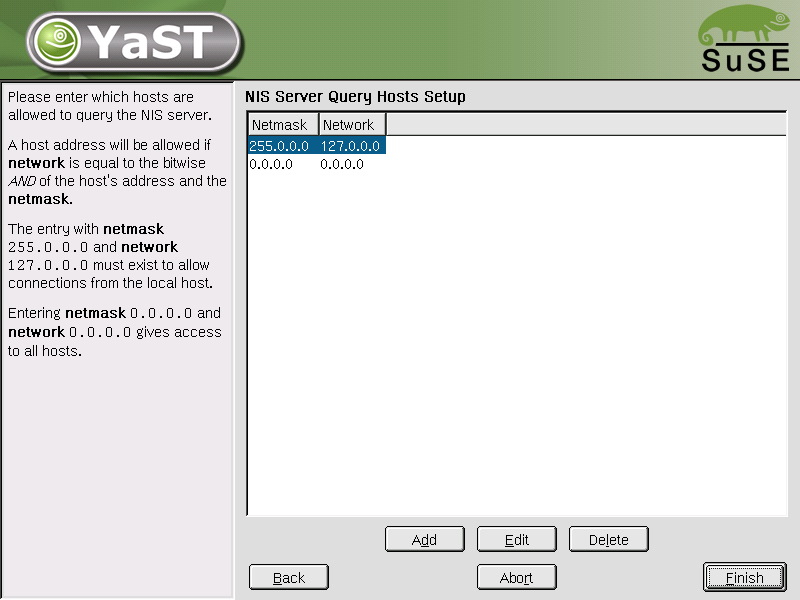 YaST
SuSE
Please enter which hosts are
allowed to query the NIS server.
A host address will be allowed if
network is equal to the bitwise
AND of the host's address and the
netmask.
The entry with netmask
255.0.0.0 and network
127.0.0.0 must exist to allow
connections from the local host.
Entering netmask 0.0.0.0 and
network 0.0.0.0 gives access
to all hosts.
NIS Server Query Hosts Setup
Netmask Network
255.0.0.0 127.0.0.0
0.0.0.0 0.0.0.0
Add Edit Delete
Back Abort Finish